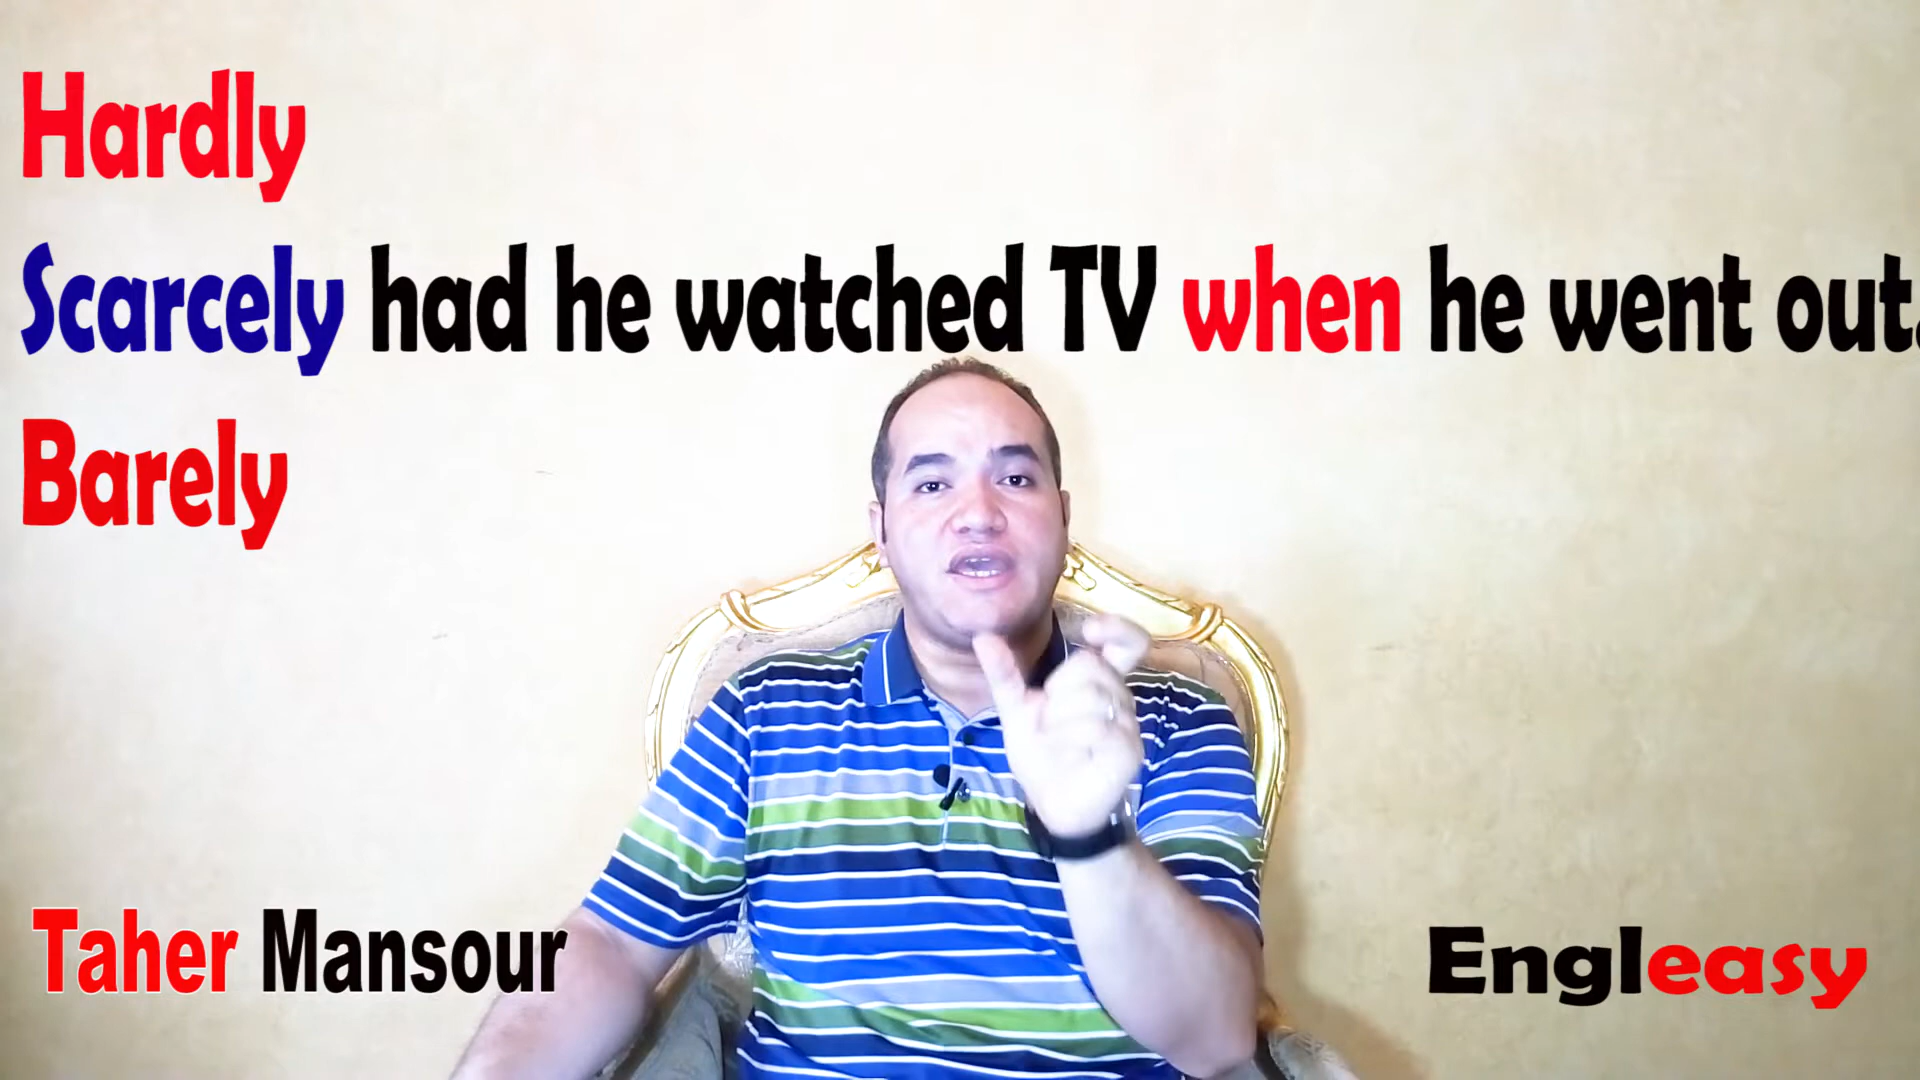 Hardly
Scarcely had he watched TV when he went out.
Barely
Taher Mansour
Engleasy